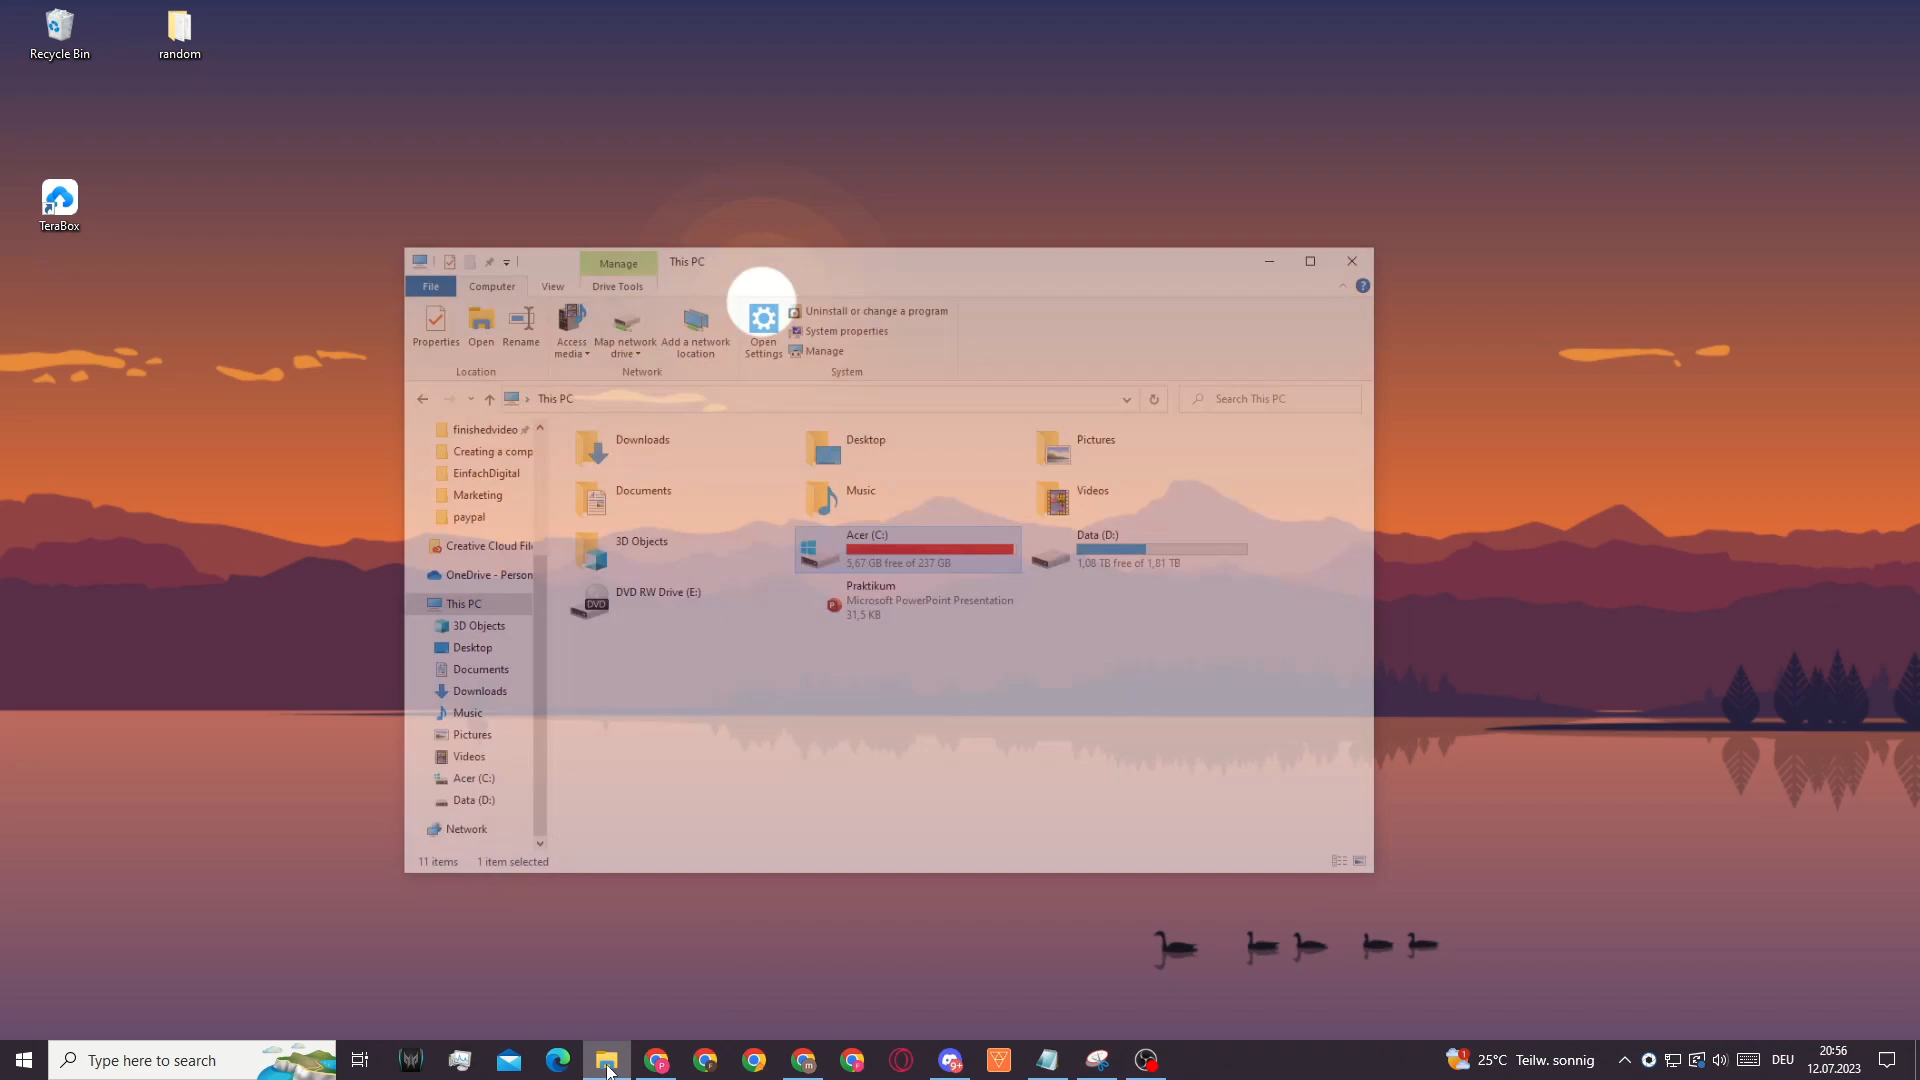 Recycle Bin
random
TeraBox
Manage
This PC
File
Computer
View
Drive Tools
Properties
Open
Rename
Access media
Map network drive
Add a network location
Open Settings
Uninstall or change a program
System properties
Manage
Location
Network
System
This PC
Search This PC
finishedvideo
Creating a comp
EinfachDigital
Marketing
paypal
Creative Cloud Fil
OneDrive - Person
This PC
3D Objects
Desktop
Documents
Downloads
Music
Pictures
Videos
Acer (C:)
Data (D:)
Network
Downloads
Desktop
Pictures
Documents
Music
Videos
3D Objects
Acer (C:)
5,67 GB free of 237 GB
Data (D:)
1,08 TB free of 1,81 TB
DVD RW Drive (E:)
DVD
Praktikum
Microsoft PowerPoint Presentation
31,5 KB
11 items
1 item selected
Type here to search
P
F
m
F
9+
1
25°C Teilw. sonnig
DEU
20:56
12.07.2023